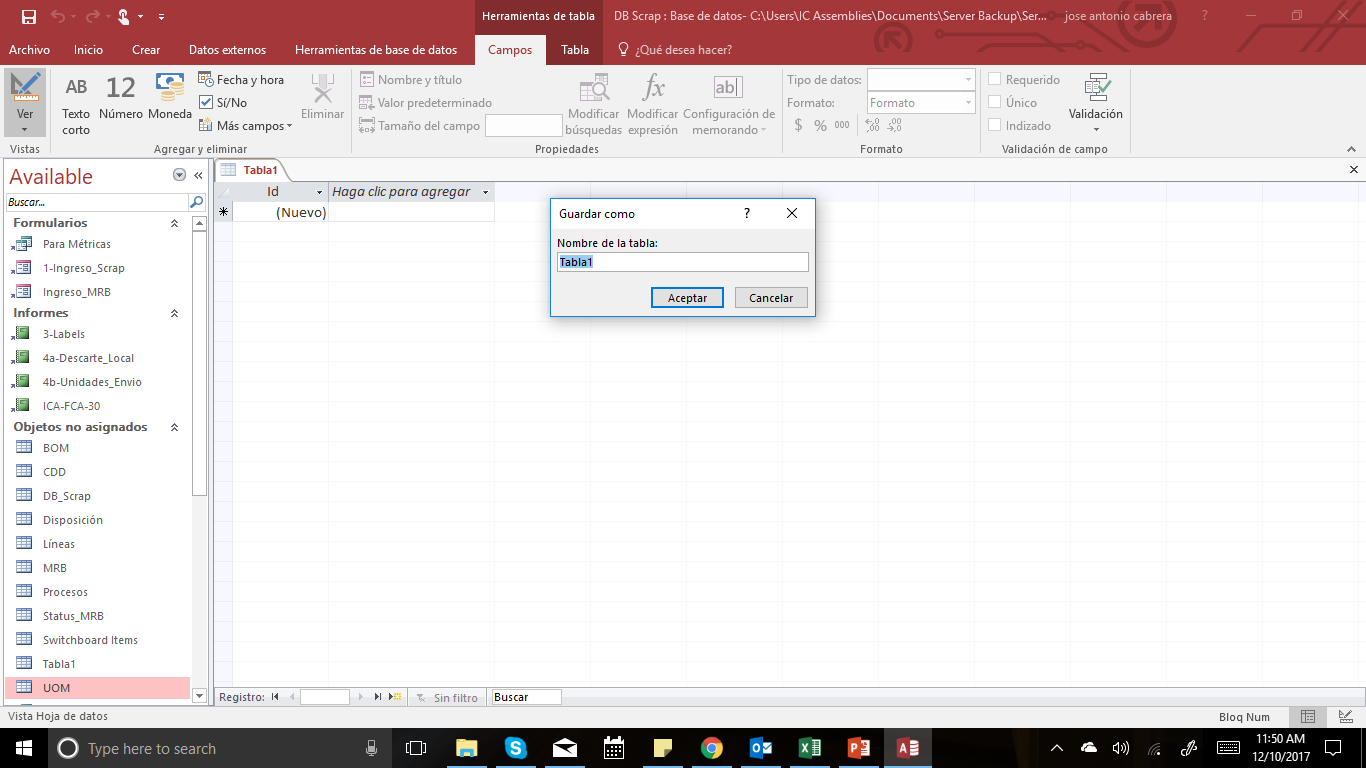 Herramientas de tabla
DB Scrap : Base de datos- C:\Users\IC Assemblies\Documents\Server Backup\Ser...
jose antonio cabrera
?
Archivo
Inicio
Crear
Datos externos
Herramientas de base de datos
Campos
Tabla
¿Qué desea hacer?
Ver
Vistas
AB
Texto
corto
12
Número
Moneda
Fecha y hora
Sí/No
Más campos
Eliminar
Agregar y eliminar
Nombre y título
Valor predeterminado
Tamaño del campo
Modificar
búsquedas
fx
Modificar
expresión
ab
Configuración de
memorando
Propiedades
Tipo de datos:
Formato:
Formato
$ % 000
Formato
Requerido
Único
Indizado
Validación
Validación de campo
Available
Buscar...
Formularios
Para Métricas
1-Ingreso_Scrap
Ingreso_MRB
Informes
3-Labels
4a-Descarte_Local
4b-Unidades_Envio
ICA-FCA-30
Objetos no asignados
BOM
CDD
DB_Scrap
Disposición
Líneas
MRB
Procesos
Status_MRB
Switchboard Items
Tabla1
UOM
Tabla1
Id
Haga clic para agregar
(Nuevo)
Guardar como
?
Nombre de la tabla:
Tabla1
Aceptar
Cancelar
Registro:
Sin filtro
Buscar
Vista Hoja de datos
Bloq Num
Type here to search
11:50 AM
12/10/2017